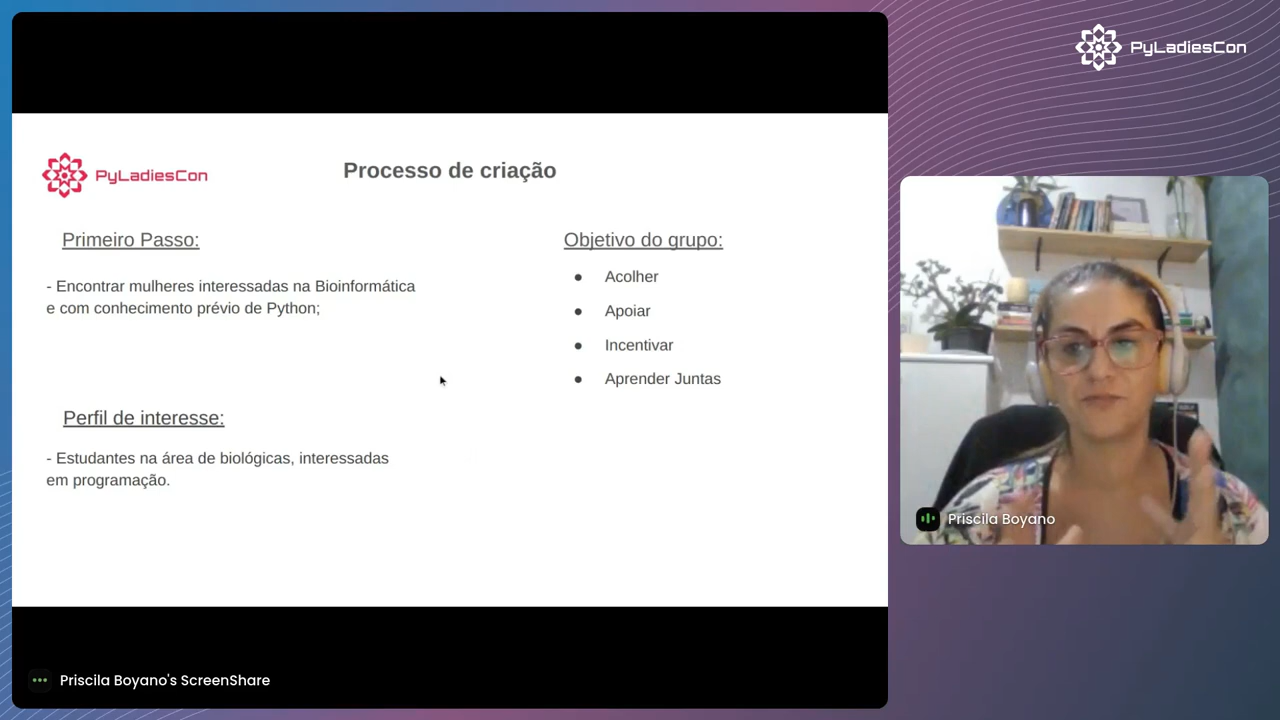 PyLadiesCon
PyLadiesCon
Processo de criação
Primeiro Passo:
- Encontrar mulheres interessadas na Bioinformática
e com conhecimento prévio de Python;
Perfil de interesse:
- Estudantes na área de biológicas, interessadas
em programação.
Objetivo do grupo:
● Acolher
● Apoiar
● Incentivar
● Aprender Juntas
Priscila Boyano
Priscila Boyano's ScreenShare